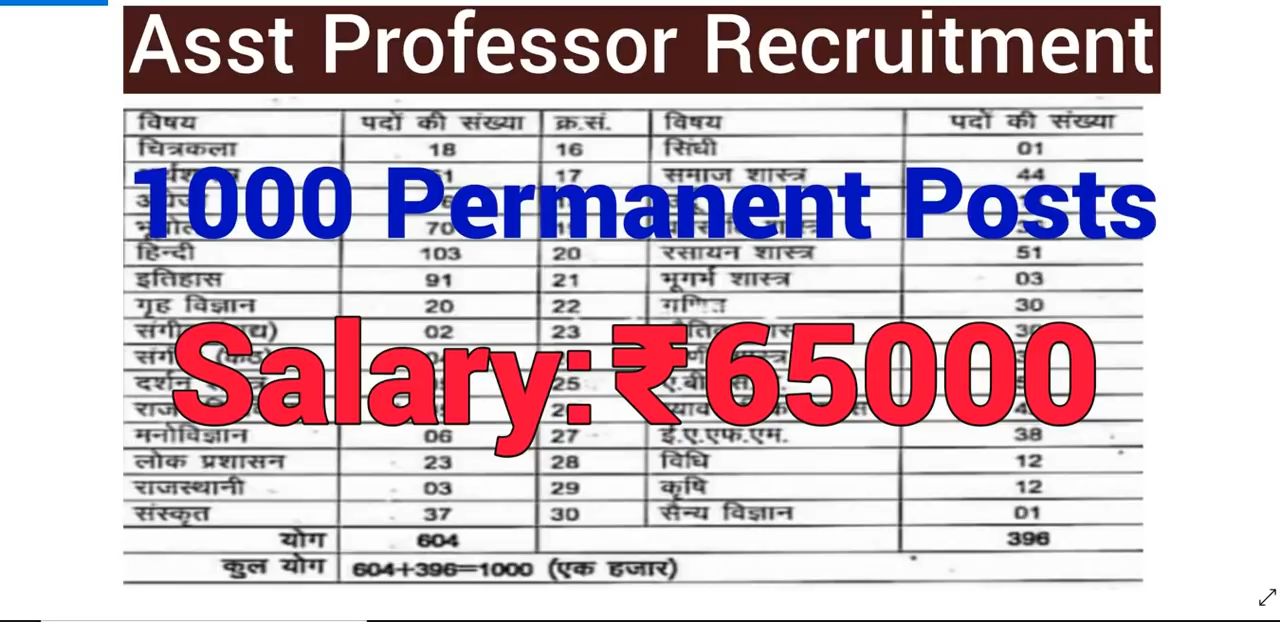 Asst Professor Recruitment
विषय पदों की संख्या क्र.सं. विषय पदों की संख्या
चित्रकला 18 16 सिंधी 01
17 समाज शास्त्र 44
1000 Permanent Posts
70
हिन्दी 103 20 रसायन शास्त्र 51
इतिहास 91 21 भूगर्भ शास्त्र 03
गृह विज्ञान 20 22 गणित 30
02 23
Salary: ₹65000
25
मनोविज्ञान 06 27 ई.ए.एफ.एम. 38
लोक प्रशासन 23 28 विधि 12
राजस्थानी 03 29 कृषि 12
संस्कृत 37 30 सैन्य विज्ञान 01
योग 604 396
कुल योग 604+396=1000 (एक हजार)